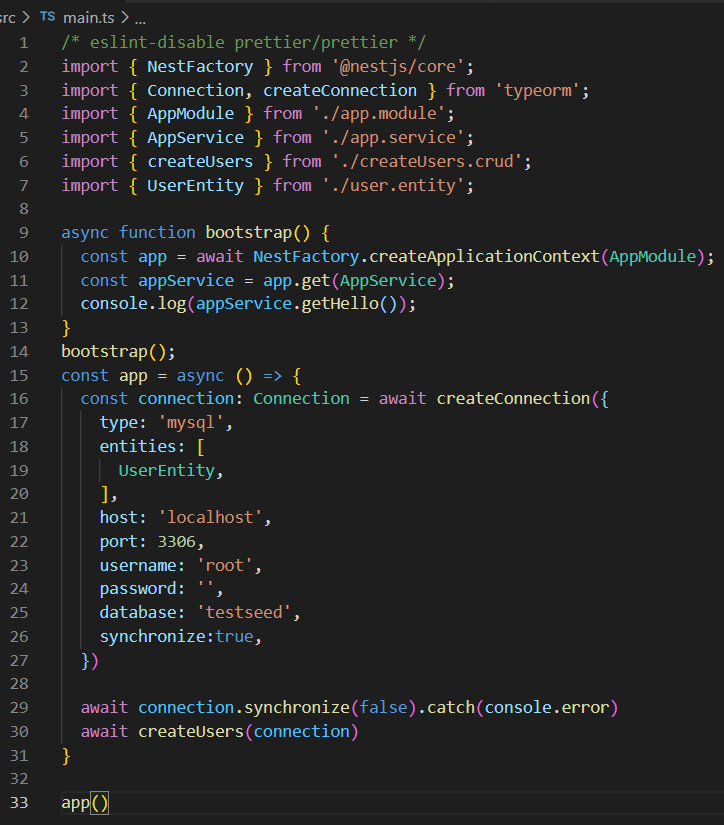 src > TS main.ts > ...
1 /* eslint-disable prettier/prettier */
2 import { NestFactory } from '@nestjs/core';
3 import { Connection, createConnection } from 'typeorm';
4 import { AppModule } from './app.module';
5 import { AppService } from './app.service';
6 import { createUsers } from './createUsers.crud';
7 import { UserEntity } from './user.entity';
8
9 async function bootstrap() {
10   const app = await NestFactory.createApplicationContext(AppModule);
11   const appService = app.get(AppService);
12   console.log(appService.getHello());
13 }
14 bootstrap();
15 const app = async () => {
16   const connection: Connection = await createConnection({
17     type: 'mysql',
18     entities: [
19       UserEntity,
20     ],
21     host: 'localhost',
22     port: 3306,
23     username: 'root',
24     password: '',
25     database: 'testseed',
26     synchronize:true,
27   })
28
29   await connection.synchronize(false).catch(console.error)
30   await createUsers(connection)
31 }
32
33 app()